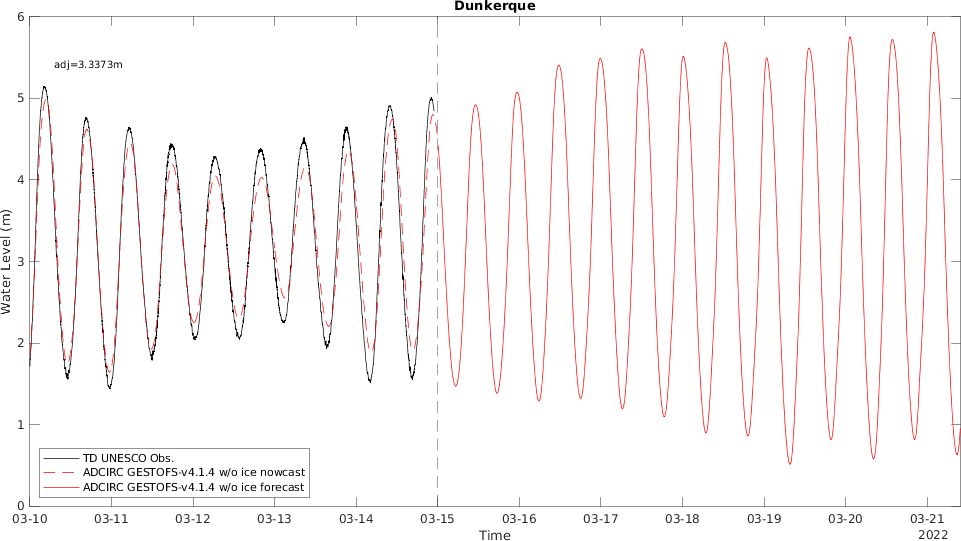 Dunkerque
adj=3.3373m
Water Level (m)
6
5
4
3
2
1
0
TD UNESCO Obs.
ADCIRC GESTOFS-v4.1.4 w/o ice nowcast
ADCIRC GESTOFS-v4.1.4 w/o ice forecast
03-10 03-11 03-12 03-13 03-14 03-15 03-16 03-17 03-18 03-19 03-20 03-21
Time
2022